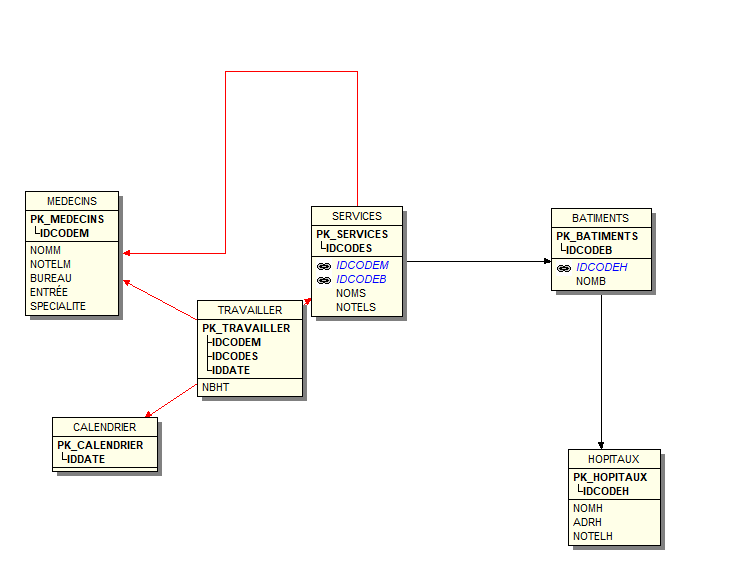 MEDECINS
PK_MEDECINS
IDCODEM
NOMM
NOTELM
BUREAU
ENTRÉE
SPECIALITE
SERVICES
PK_SERVICES
IDCODES
IDCODEM
IDCODEB
NOMS
NOTELS
BATIMENTS
PK_BATIMENTS
IDCODEB
IDCODEH
NOMB
TRAVAILLER
PK_TRAVAILLER
IDCODEM
IDCODES
IDDATE
NBHT
CALENDRIER
PK_CALENDRIER
IDDATE
HOPITAUX
PK_HOPITAUX
IDCODEH
NOMH
ADRH
NOTELH